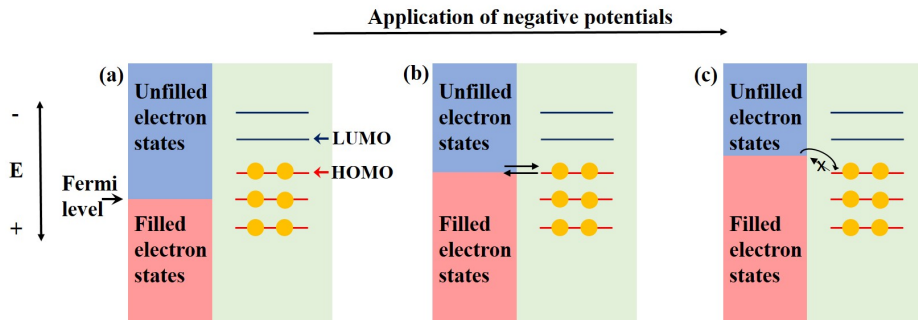 Application of negative potentials
(a)
(b)
(c)
-
E
+
Fermi
level
Unfilled
electron
states
Filled
electron
states
LUMO
HOMO
Unfilled
electron
states
Filled
electron
states
Unfilled
electron
states
Filled
electron
states
X